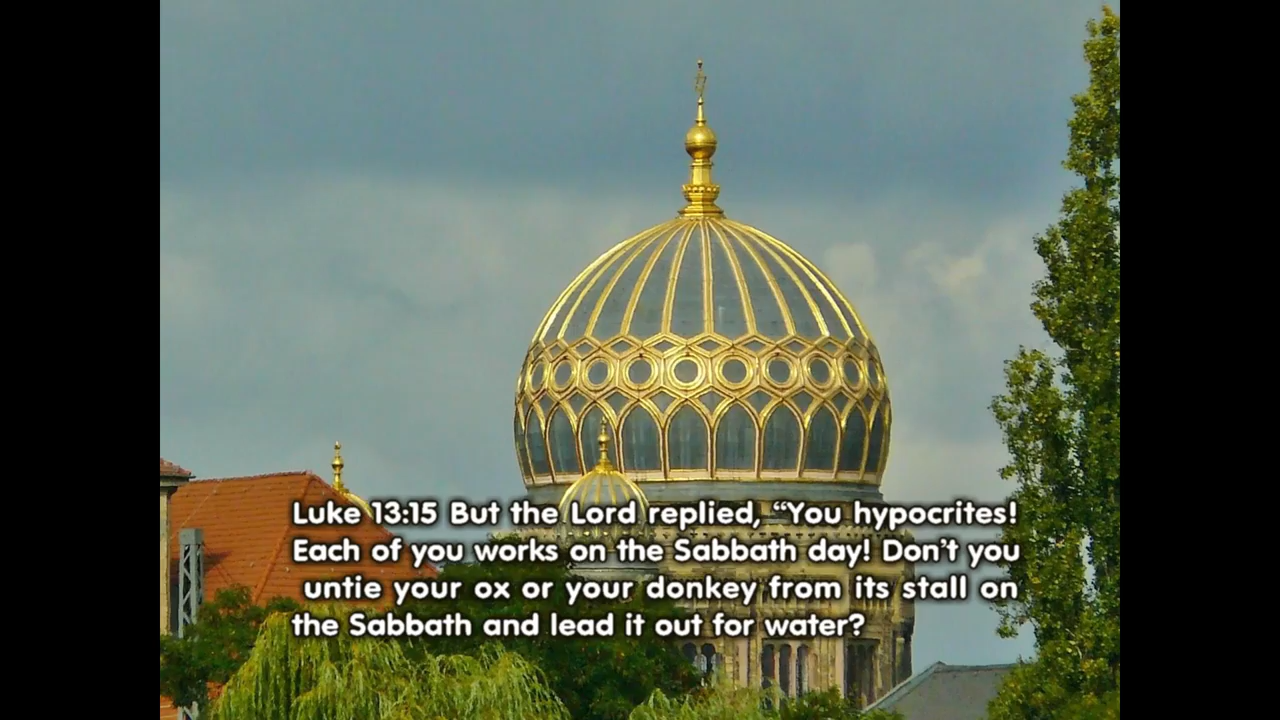 Luke 13:15 But the Lord replied, “You hypocrites!
Each of you works on the Sabbath day! Don’t you
untie your ox or your donkey from its stall on
the Sabbath and lead it out for water?